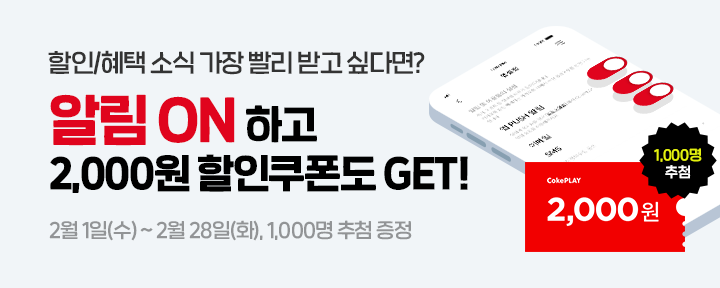 할인/혜택 소식 가장 빨리 받고 싶다면?
알림 ON 하고
2,000원 할인쿠폰도 GET!
2월 1일(수) ~ 2월 28일(화), 1,000명 추첨 증정
앱 PUSH 알림
이메일
SMS
1,000명
추첨
CokePLAY
2,000원